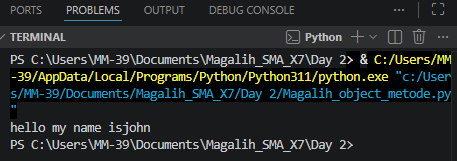 PORTS PROBLEMS OUTPUT DEBUG CONSOLE ...
TERMINAL Python
PS C:\Users\MM-39\Documents\Magalih_SMA_X7\Day 2> & C:/Users/MM
-39/AppData/Local/Programs/Python/Python311/python.exe "c:/User
s/MM-39/Documents/Magalih_SMA_X7/Day 2/Magalih_object_metode.py
"
hello my name isjohn
PS C:\Users\MM-39\Documents\Magalih_SMA_X7\Day 2>